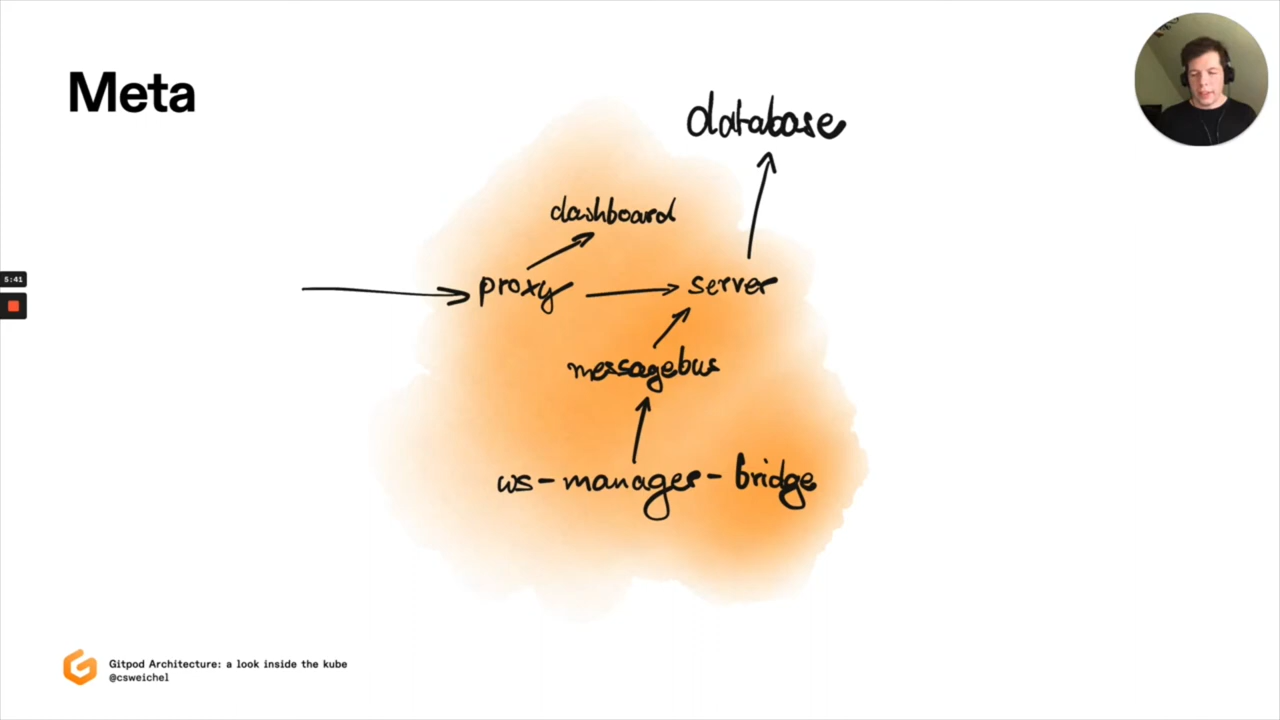 Meta
database
dashboard
5:41
proxy
server
messagebus
ws-manager-bridge
Gitpod Architecture: a look inside the kube
@csweichel